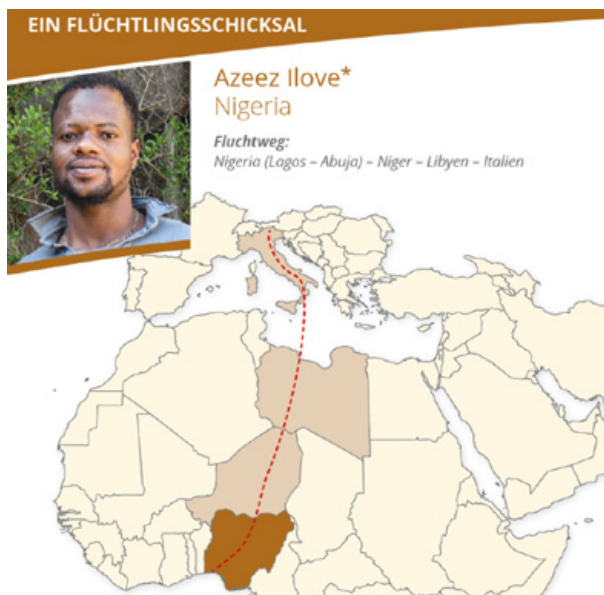 EIN FLÜCHTLINGSSCHICKSAL
Azeez Ilove*
Nigeria
Fluchtweg:
Nigeria (Lagos – Abuja) – Niger – Libyen – Italien